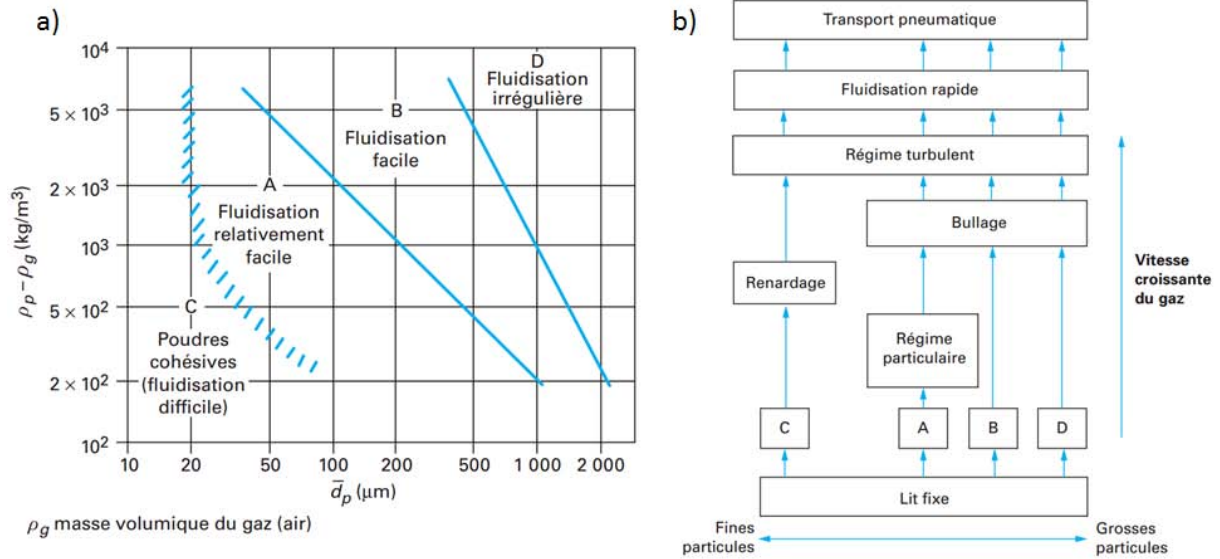 a)
10⁴
5 × 10³
2 × 10³
10³
5 × 10²
2 × 10²
10²
ρₚ – ρg (kg/m³)
D
Fluidisation
irrégulière
B
Fluidisation
facile
A
Fluidisation
relativement
facile
C
Poudres
cohésives
(fluidisation
difficile)
10 20 50 100 200 500 1 000 2 000
d̅ₚ (μm)
ρg masse volumique du gaz (air)
b)
Transport pneumatique
Fluidisation rapide
Régime turbulent
Bullage
Renardage
Vitesse
croissante
du gaz
Régime
particulaire
C A B D
Lit fixe
Fines
particules
Grosses
particules